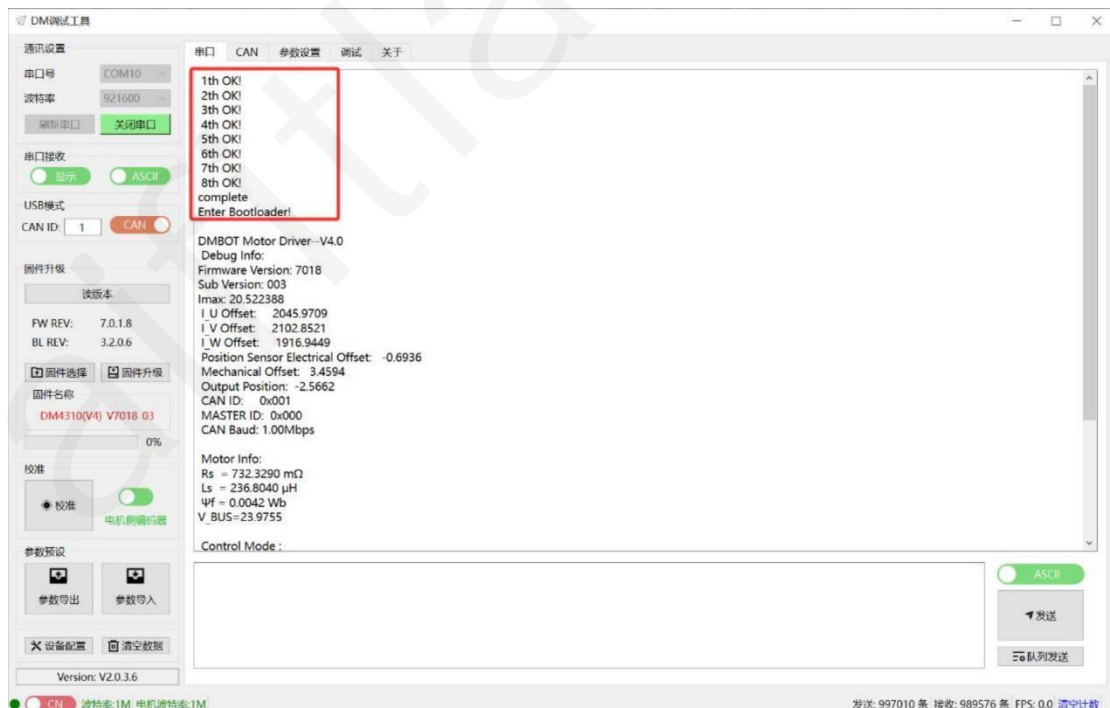 DM调试工具
通讯设置
串口号 COM10
波特率 921600
刷新串口 关闭串口
串口接收
显示 ASCII
USB模式
CAN ID: 1 CAN
固件升级
读版本
FW REV: 7.0.1.8
BL REV: 3.2.0.6
固件选择 固件升级
固件名称
DM4310(V4) V7018 03
0%
校准
校准
电机侧编码器
参数预设
参数导出 参数导入
设备配置 清空数据
Version: V2.0.3.6
串口 CAN 参数设置 调试 关于
1th OK!
2th OK!
3th OK!
4th OK!
5th OK!
6th OK!
7th OK!
8th OK!
complete
Enter Bootloader!
DMBOT Motor Driver--V4.0
Debug Info:
Firmware Version: 7018
Sub Version: 003
Imax: 20.522388
I_U Offset: 2045.9709
I_V Offset: 2102.8521
I_W Offset: 1916.9449
Position Sensor Electrical Offset: -0.6936
Mechanical Offset: 3.4594
Output Position: -2.5662
CAN ID: 0x001
MASTER ID: 0x000
CAN Baud: 1.00Mbps
Motor Info:
Rs = 732.3290 mΩ
Ls = 236.8040 μH
Ψf = 0.0042 Wb
V_BUS=23.9755
Control Mode :
ASCII
发送
队列发送
CN 波特率:1M 电机波特率:1M
发送: 997010 条 接收: 989576 条 FPS: 0.0 清空计数